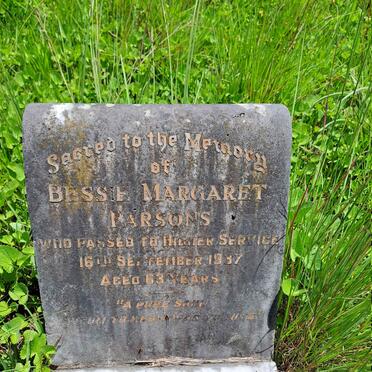 Sacred to the Memory
of
BESSIE MARGARET
PARSONS
WHO PASSED TO HIGHER SERVICE
16TH SEPTEMBER 1937
AGED 63 YEARS
"A PURE SOUL